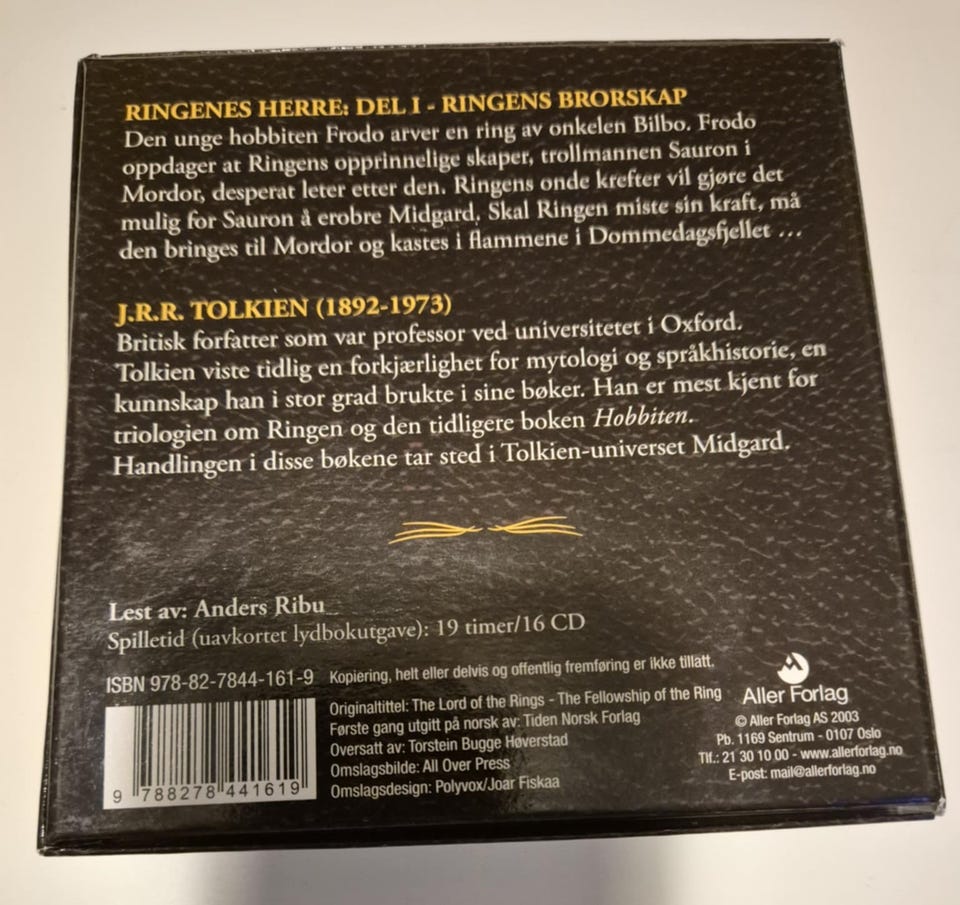 RINGENES HERRE: DEL I - RINGENS BRORSKAP
Den unge hobbiten Frodo arver en ring av onkelen Bilbo. Frodo
oppdager at Ringens opprinnelige skaper, trollmannen Sauron i
Mordor, desperat leter etter den. Ringens onde krefter vil gjøre det
mulig for Sauron å erobre Midgard. Skal Ringen miste sin kraft, må
den bringes til Mordor og kastes i flammene i Dommedagsfjellet ...
J.R.R. TOLKIEN (1892-1973)
Britisk forfatter som var professor ved universitetet i Oxford.
Tolkien viste tidlig en forkjærlighet for mytologi og språkhistorie, en
kunnskap han i stor grad brukte i sine bøker. Han er mest kjent for
triologien om Ringen og den tidligere boken Hobbiten.
Handlingen i disse bøkene tar sted i Tolkien-universet Midgard.
Lest av: Anders Ribu
Spilletid (uavkortet lydbokutgave): 19 timer/16 CD
ISBN 978-82-7844-161-9
9 788278 441619
Kopiering, helt eller delvis og offentlig fremføring er ikke tillatt.
Originaltittel: The Lord of the Rings - The Fellowship of the Ring
Første gang utgitt på norsk av: Tiden Norsk Forlag
Oversatt av: Torstein Bugge Høverstad
Omslagsbilde: All Over Press
Omslagsdesign: Polyvox/Joar Fiskaa
Aller Forlag
© Aller Forlag AS 2003
Pb. 1169 Sentrum - 0107 Oslo
Tlf.: 21 30 10 00 - www.allerforlag.no
E-post: mail@allerforlag.no